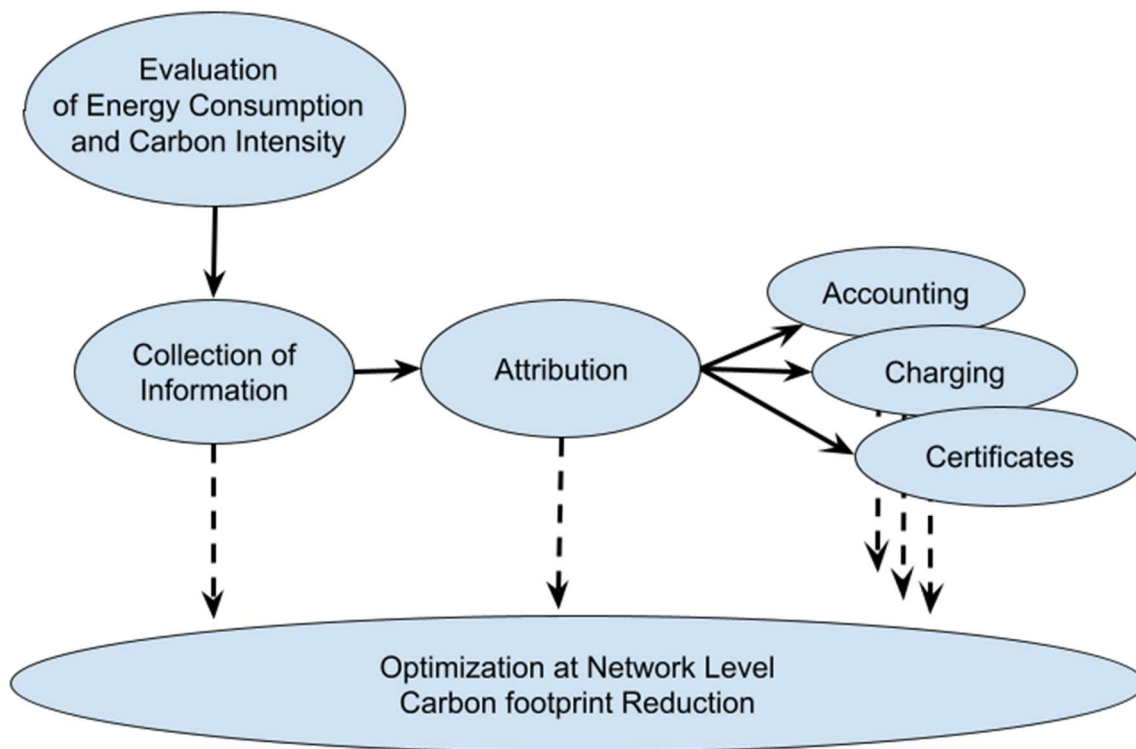 Evaluation
of Energy Consumption
and Carbon Intensity
Collection of
Information
Attribution
Accounting
Charging
Certificates
Optimization at Network Level
Carbon footprint Reduction